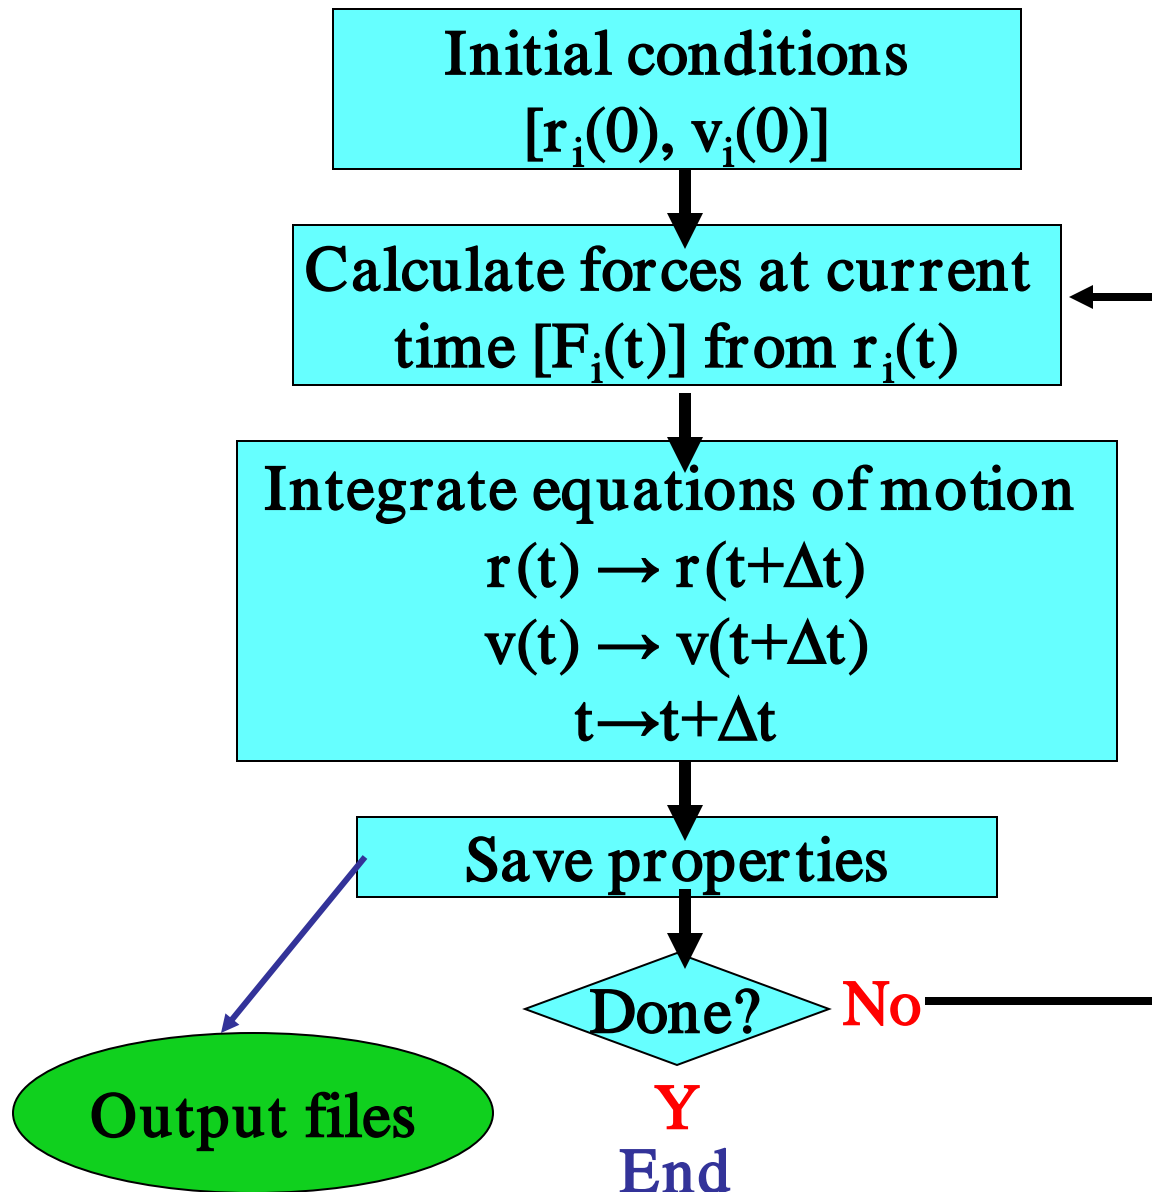 Initial conditions
[rᵢ(0), vᵢ(0)]
Calculate forces at current
time [Fᵢ(t)] from rᵢ(t)
Integrate equations of motion
r(t) → r(t+Δt)
v(t) → v(t+Δt)
t→t+Δt
Save properties
Done?
No
Output files
Y
End